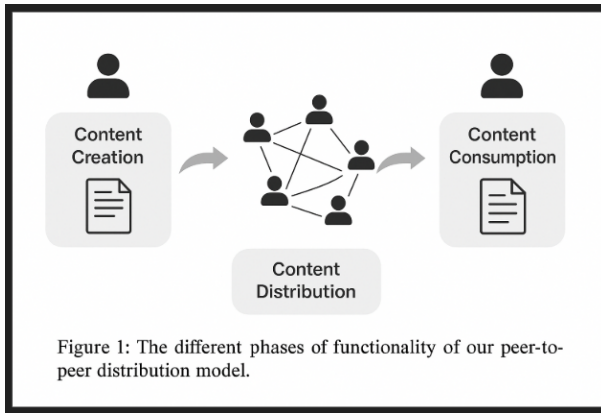 Content
Creation
Content
Consumption
Content
Distribution
Figure 1: The different phases of functionality of our peer-to-
peer distribution model.